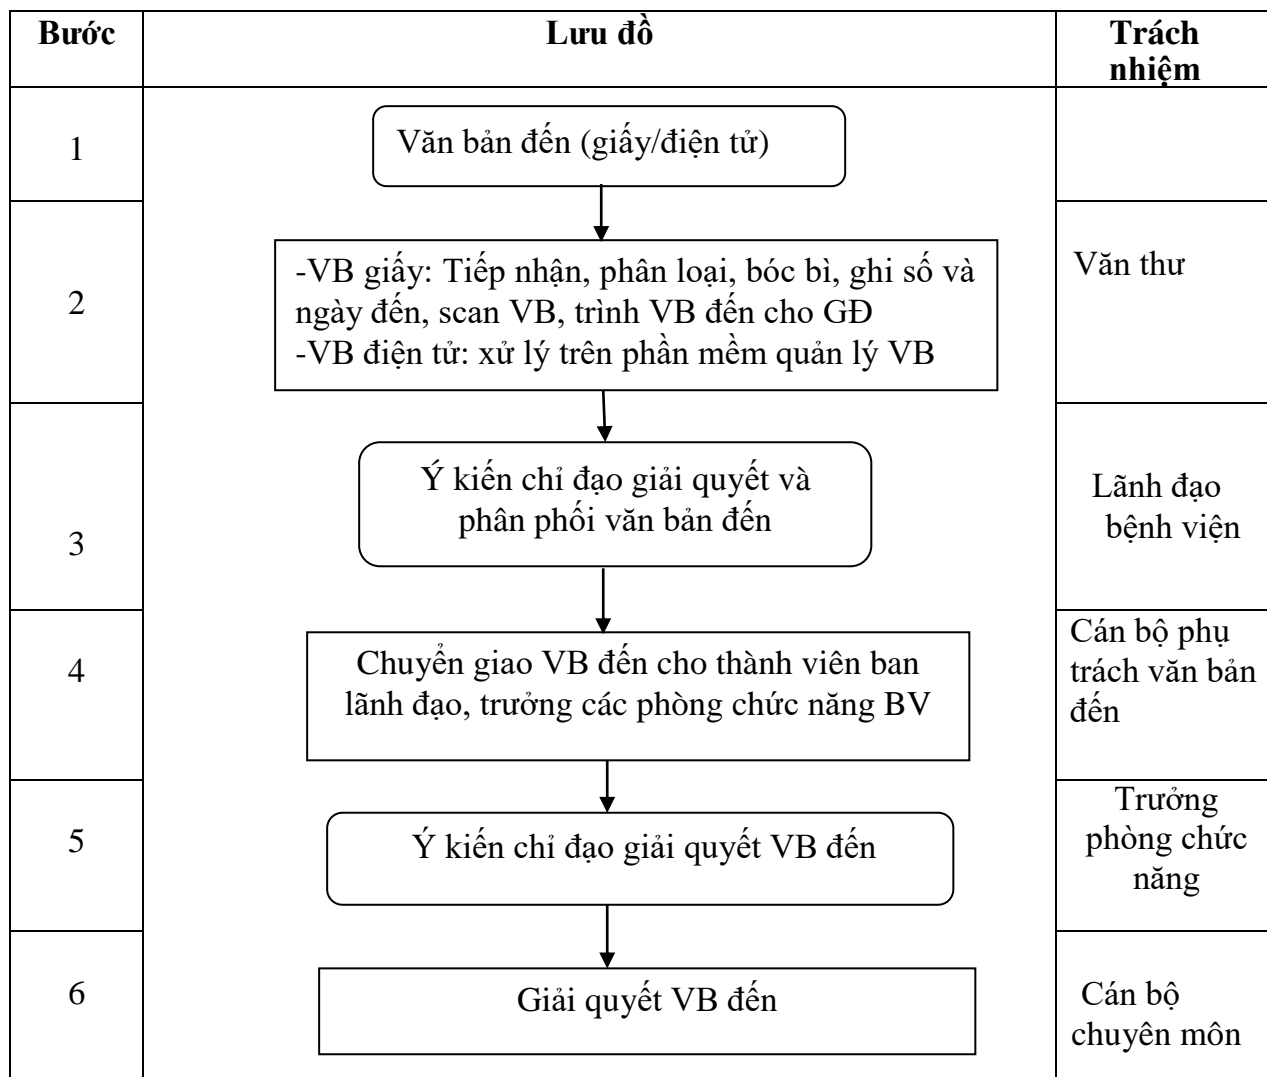 Bước
Lưu đồ
Trách
nhiệm
1
Văn bản đến (giấy/điện tử)
2
-VB giấy: Tiếp nhận, phân loại, bóc bì, ghi số và
ngày đến, scan VB, trình VB đến cho GĐ
-VB điện tử: xử lý trên phần mềm quản lý VB
Văn thư
3
Ý kiến chỉ đạo giải quyết và
phân phối văn bản đến
Lãnh đạo
bệnh viện
4
Chuyển giao VB đến cho thành viên ban
lãnh đạo, trưởng các phòng chức năng BV
Cán bộ phụ
trách văn bản
đến
5
Ý kiến chỉ đạo giải quyết VB đến
Trưởng
phòng chức
năng
6
Giải quyết VB đến
Cán bộ
chuyên môn